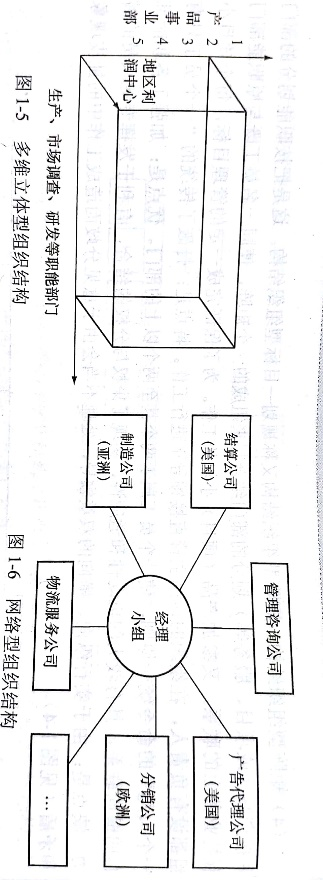 产 1
品 2
事 3
业 4
部 5
地区利
润中心
生产、市场调查、研发等职能部门
图 1-5 多维立体型组织结构
管理咨询公司
结算公司
(美国)
广告代理公司
(美国)
经理
小组
制造公司
(亚洲)
分销公司
(欧洲)
物流服务公司
…
图 1-6 网络型组织结构